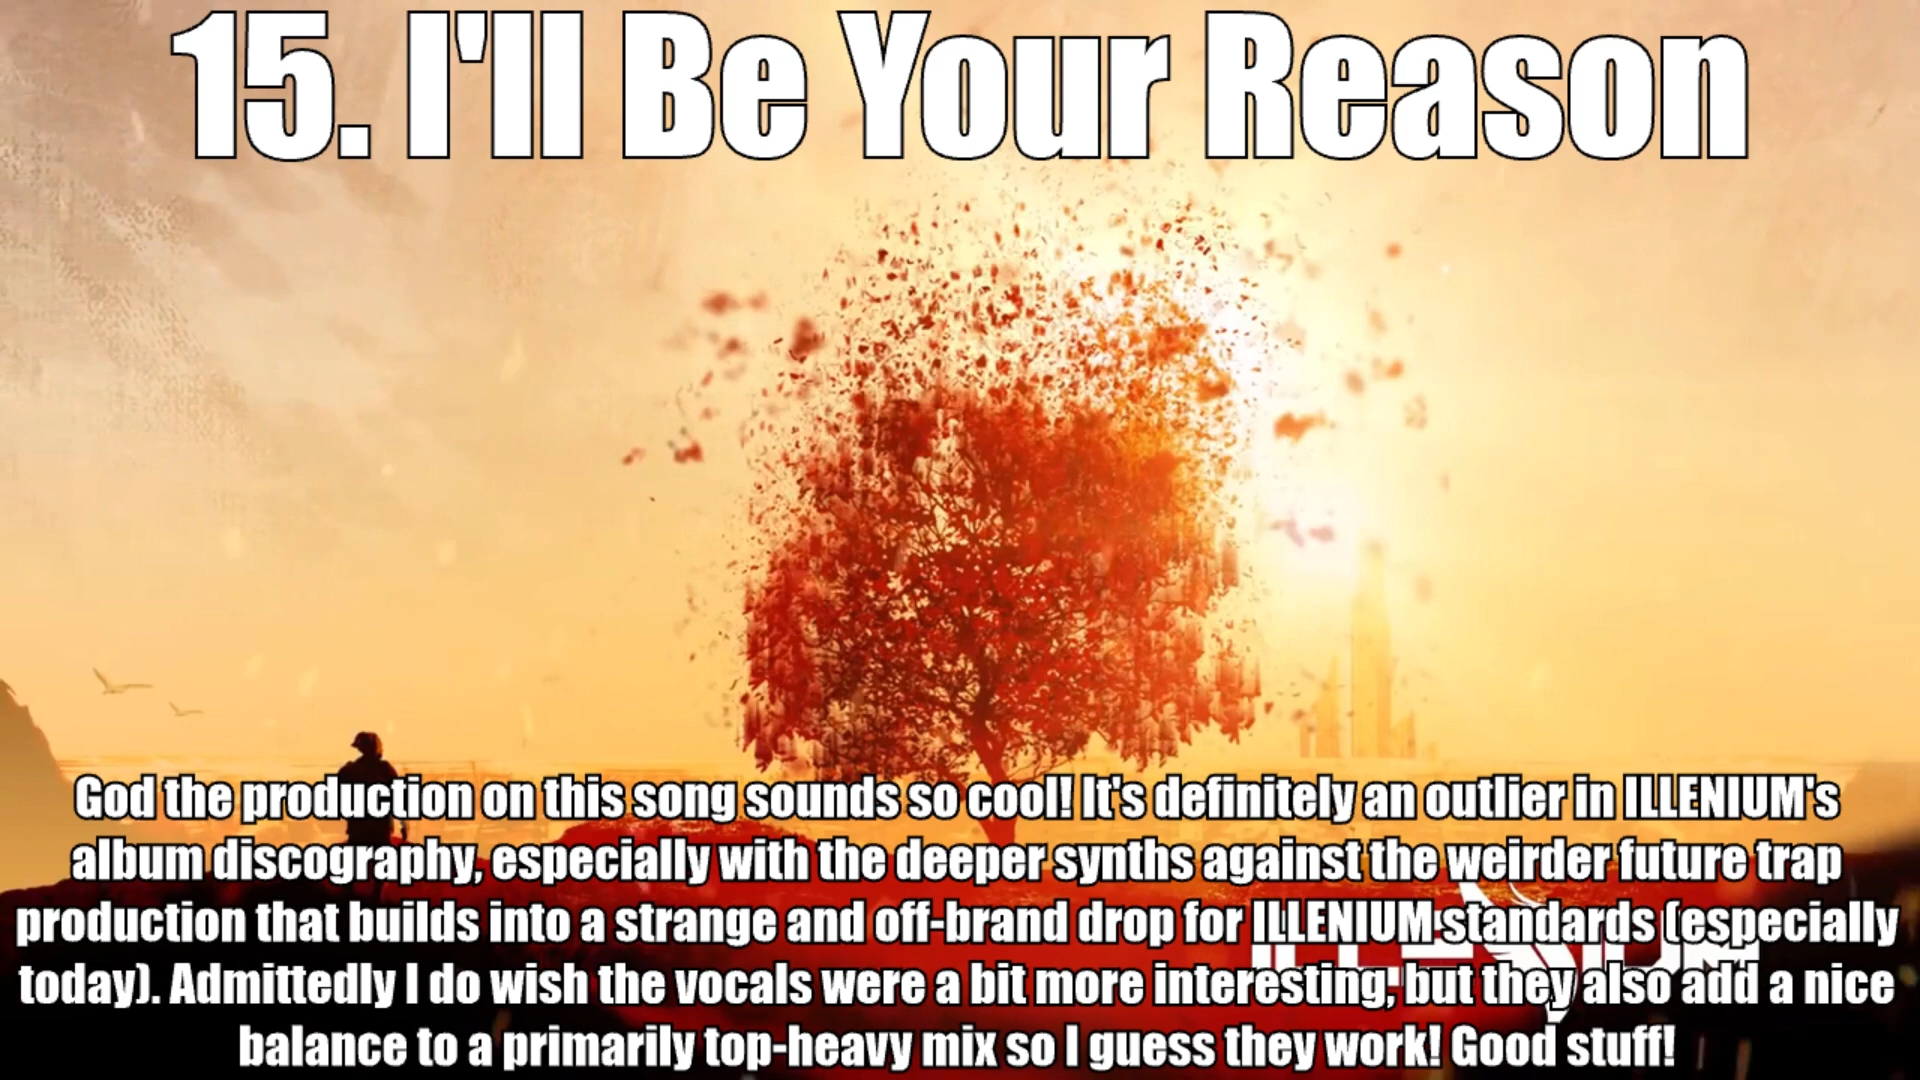 15. I'll Be Your Reason
God the production on this song sounds so cool! It's definitely an outlier in ILLENIUM's
album discography, especially with the deeper synths against the weirder future trap
production that builds into a strange and off-brand drop for ILLENIUM standards (especially
today). Admittedly I do wish the vocals were a bit more interesting, but they also add a nice
balance to a primarily top-heavy mix so I guess they work! Good stuff!
ILLENIUM